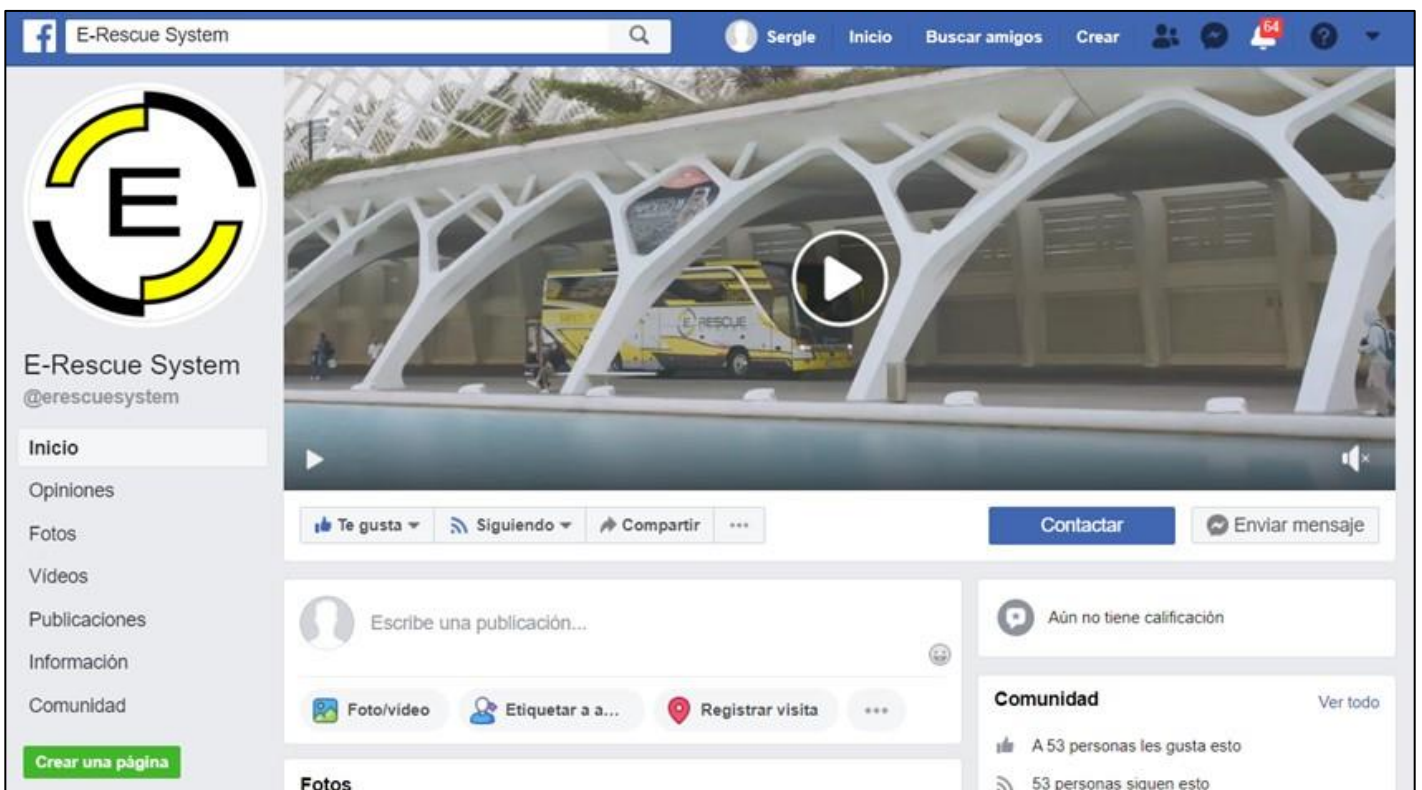 E-Rescue System
Sergle Inicio Buscar amigos Crear 64
E
E-RESCUE
E-Rescue System
@erescuesystem
Inicio
Opiniones
Fotos
Vídeos
Publicaciones
Información
Comunidad
Crear una página
Te gusta Siguiendo Compartir
Contactar Enviar mensaje
Escribe una publicación...
Foto/video Etiquetar a a... Registrar visita
Fotos
Aún no tiene calificación
Comunidad Ver todo
A 53 personas les gusta esto
53 personas siguen esto